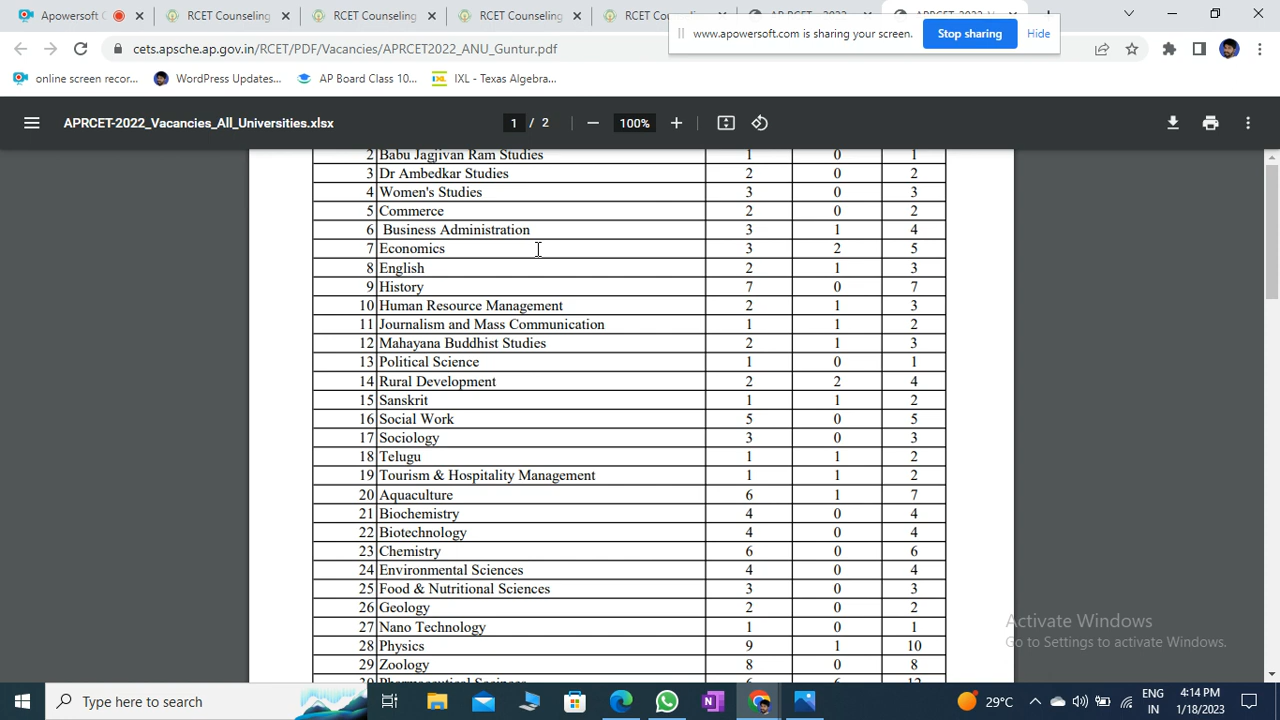 Apowersoft
RCET Counseling
RCET Counseling
RCET Counseling
www.apowersoft.com is sharing your screen.
Stop sharing
Hide
cets.apsche.ap.gov.in/RCET/PDF/Vacancies/APRCET2022_ANU_Guntur.pdf
online screen recor...
WordPress Updates...
AP Board Class 10...
IXL - Texas Algebra...
APRCET-2022_Vacancies_All_Universities.xlsx
1 / 2
100%
2 Babu Jagjivan Ram Studies 1 0 1
3 Dr Ambedkar Studies 2 0 2
4 Women's Studies 3 0 3
5 Commerce 2 0 2
6 Business Administration 3 1 4
7 Economics 3 2 5
8 English 2 1 3
9 History 7 0 7
10 Human Resource Management 2 1 3
11 Journalism and Mass Communication 1 1 2
12 Mahayana Buddhist Studies 2 1 3
13 Political Science 1 0 1
14 Rural Development 2 2 4
15 Sanskrit 1 1 2
16 Social Work 5 0 5
17 Sociology 3 0 3
18 Telugu 1 1 2
19 Tourism & Hospitality Management 1 1 2
20 Aquaculture 6 1 7
21 Biochemistry 4 0 4
22 Biotechnology 4 0 4
23 Chemistry 6 0 6
24 Environmental Sciences 4 0 4
25 Food & Nutritional Sciences 3 0 3
26 Geology 2 0 2
27 Nano Technology 1 0 1
28 Physics 9 1 10
29 Zoology 8 0 8
Activate Windows
Go to Settings to activate Windows.
Type here to search
29°C
ENG
IN
4:14 PM
1/18/2023